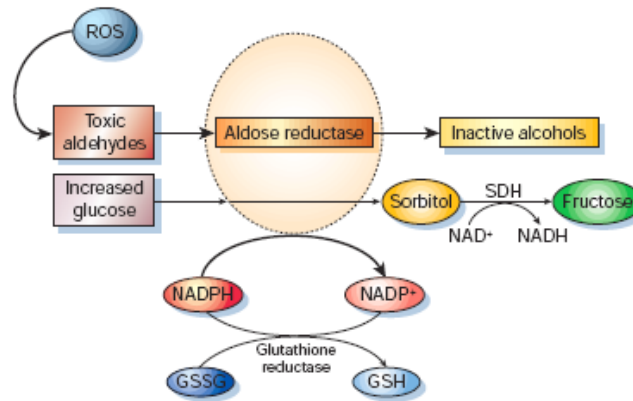 ROS
Toxic
aldehydes
Aldose reductase
Inactive alcohols
Increased
glucose
Sorbitol
SDH
Fructose
NAD⁺
NADH
NADPH
NADP⁺
Glutathione
reductase
GSSG
GSH